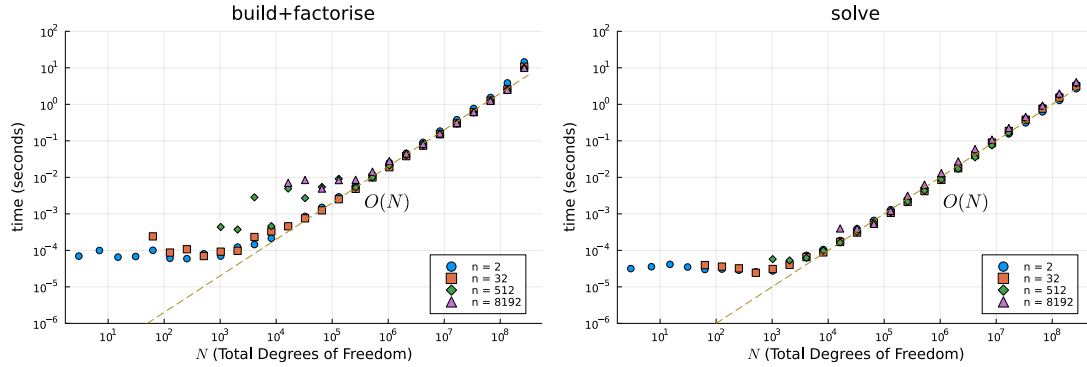 build+factorise
time (seconds)
10^2
10^1
10^0
10^-1
10^-2
10^-3
10^-4
10^-5
10^-6
O(N)
n = 2
n = 32
n = 512
n = 8192
10^1
10^2
10^3
10^4
10^5
10^6
10^7
10^8
N (Total Degrees of Freedom)
solve
time (seconds)
10^2
10^1
10^0
10^-1
10^-2
10^-3
10^-4
10^-5
10^-6
O(N)
n = 2
n = 32
n = 512
n = 8192
10^1
10^2
10^3
10^4
10^5
10^6
10^7
10^8
N (Total Degrees of Freedom)